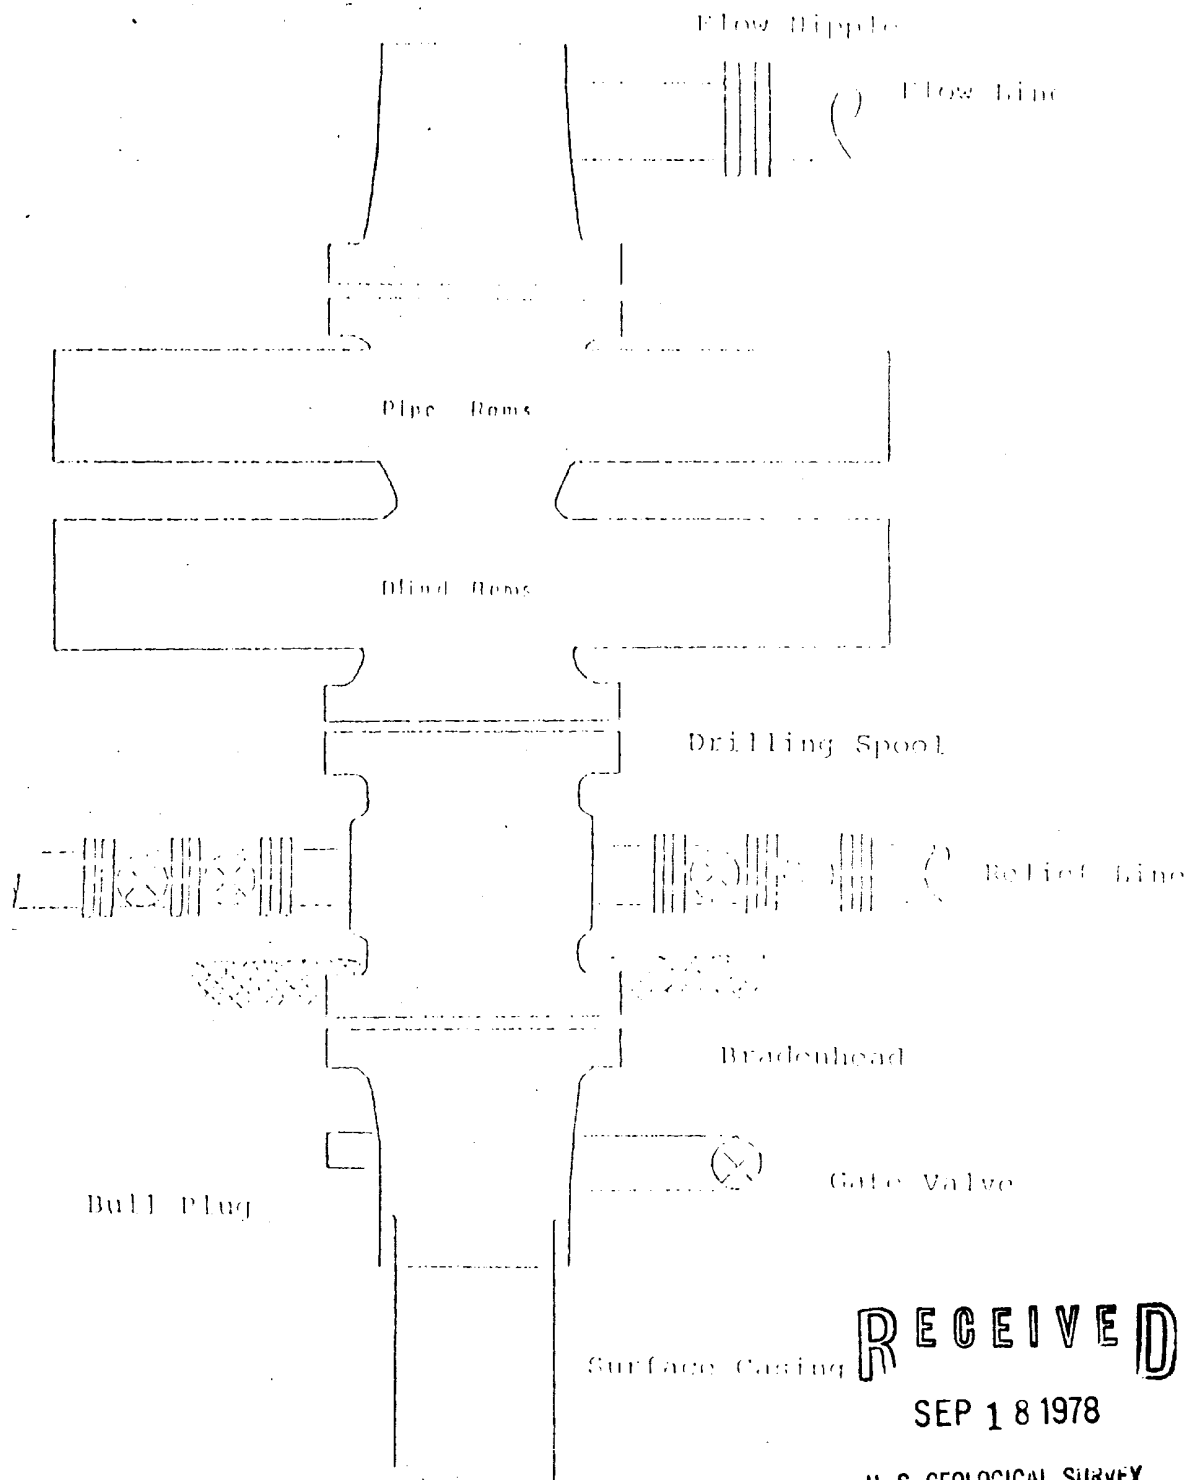 Flow Nipple
Flow Line
Pipe Rams
Blind Rams
Drilling Spool
Relief Line
Bradenhead
Gate Valve
Bull Plug
Surface Casing
RECEIVED
SEP 18 1978
U. S. GEOLOGICAL SURVEY